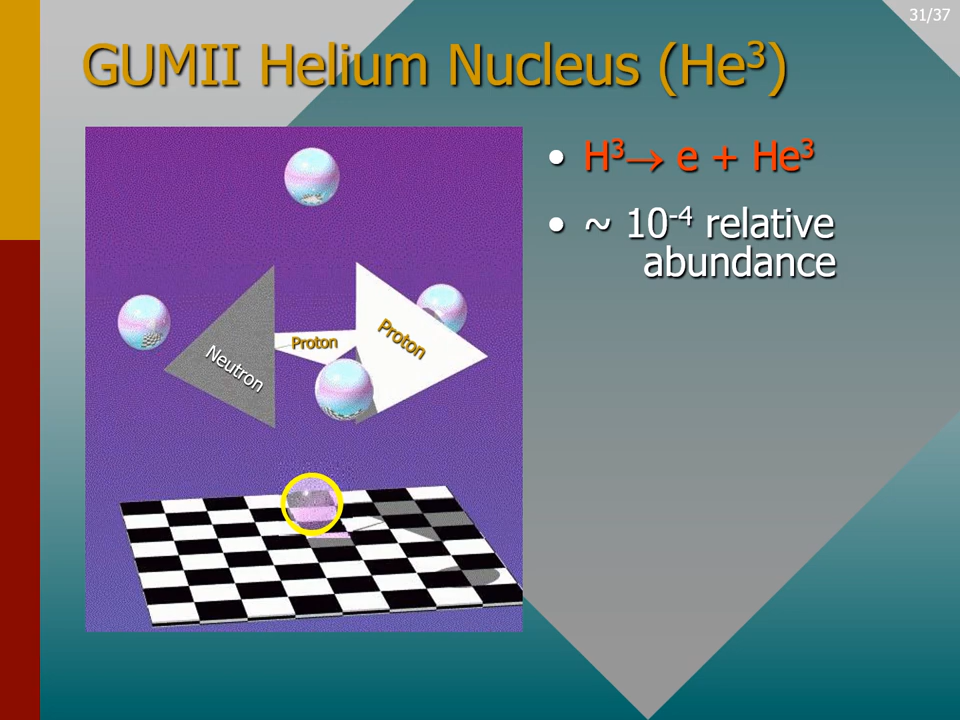 31/37
GUMII Helium Nucleus (He³)
• H³→ e + He³
• ~ 10⁻⁴ relative
abundance
Proton
Proton
Neutron